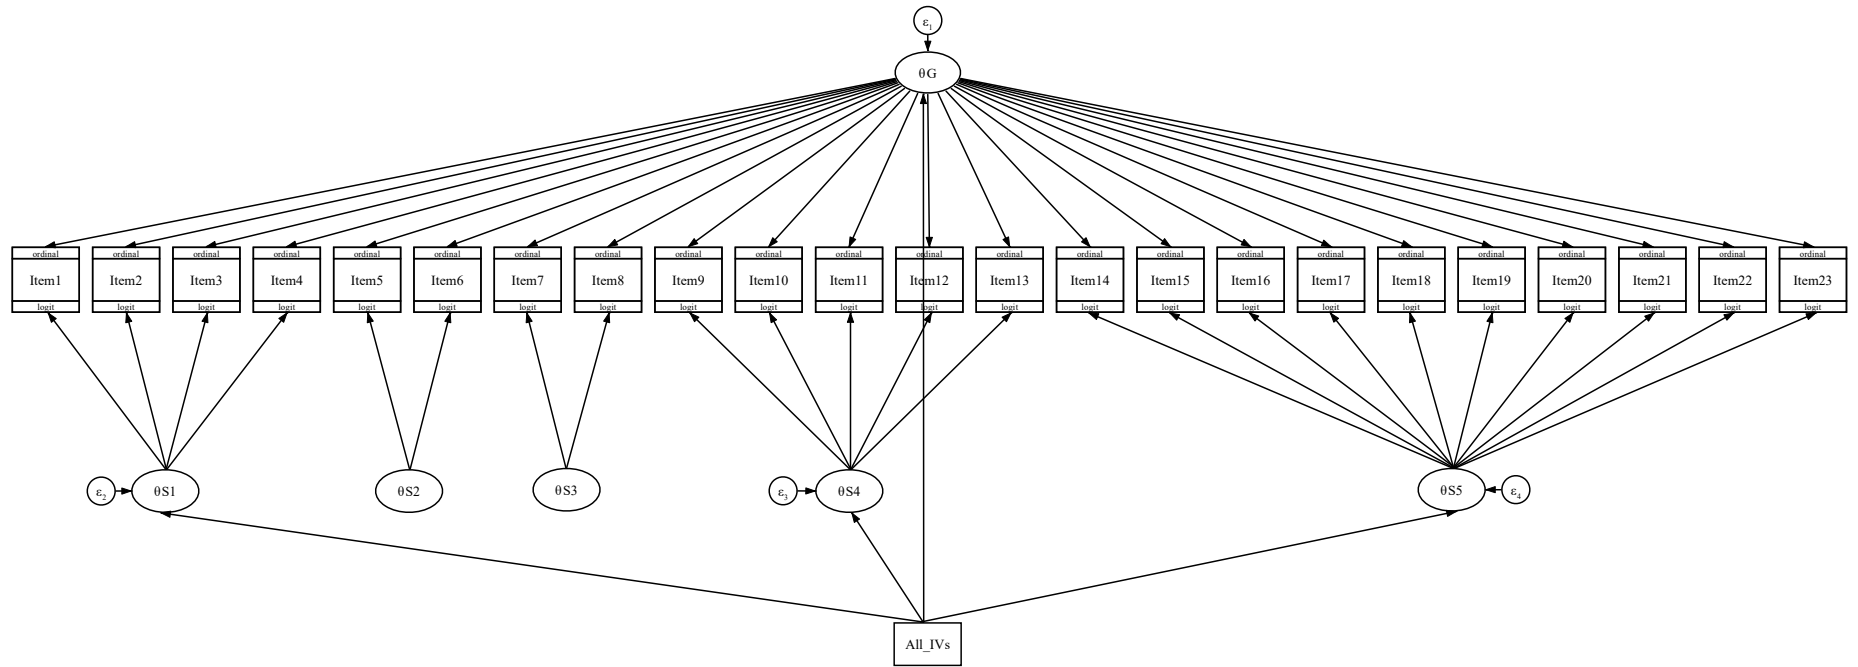 ε1
θG
ordinal ordinal ordinal ordinal ordinal ordinal ordinal ordinal ordinal ordinal ordinal ordinal ordinal ordinal ordinal ordinal ordinal ordinal ordinal ordinal ordinal ordinal ordinal
Item1 Item2 Item3 Item4 Item5 Item6 Item7 Item8 Item9 Item10 Item11 Item12 Item13 Item14 Item15 Item16 Item17 Item18 Item19 Item20 Item21 Item22 Item23
logit logit logit logit logit logit logit logit logit logit logit logit logit logit logit logit logit logit logit logit logit logit logit
ε2 θS1 θS2 θS3 ε3 θS4 θS5 ε4
All_IVs